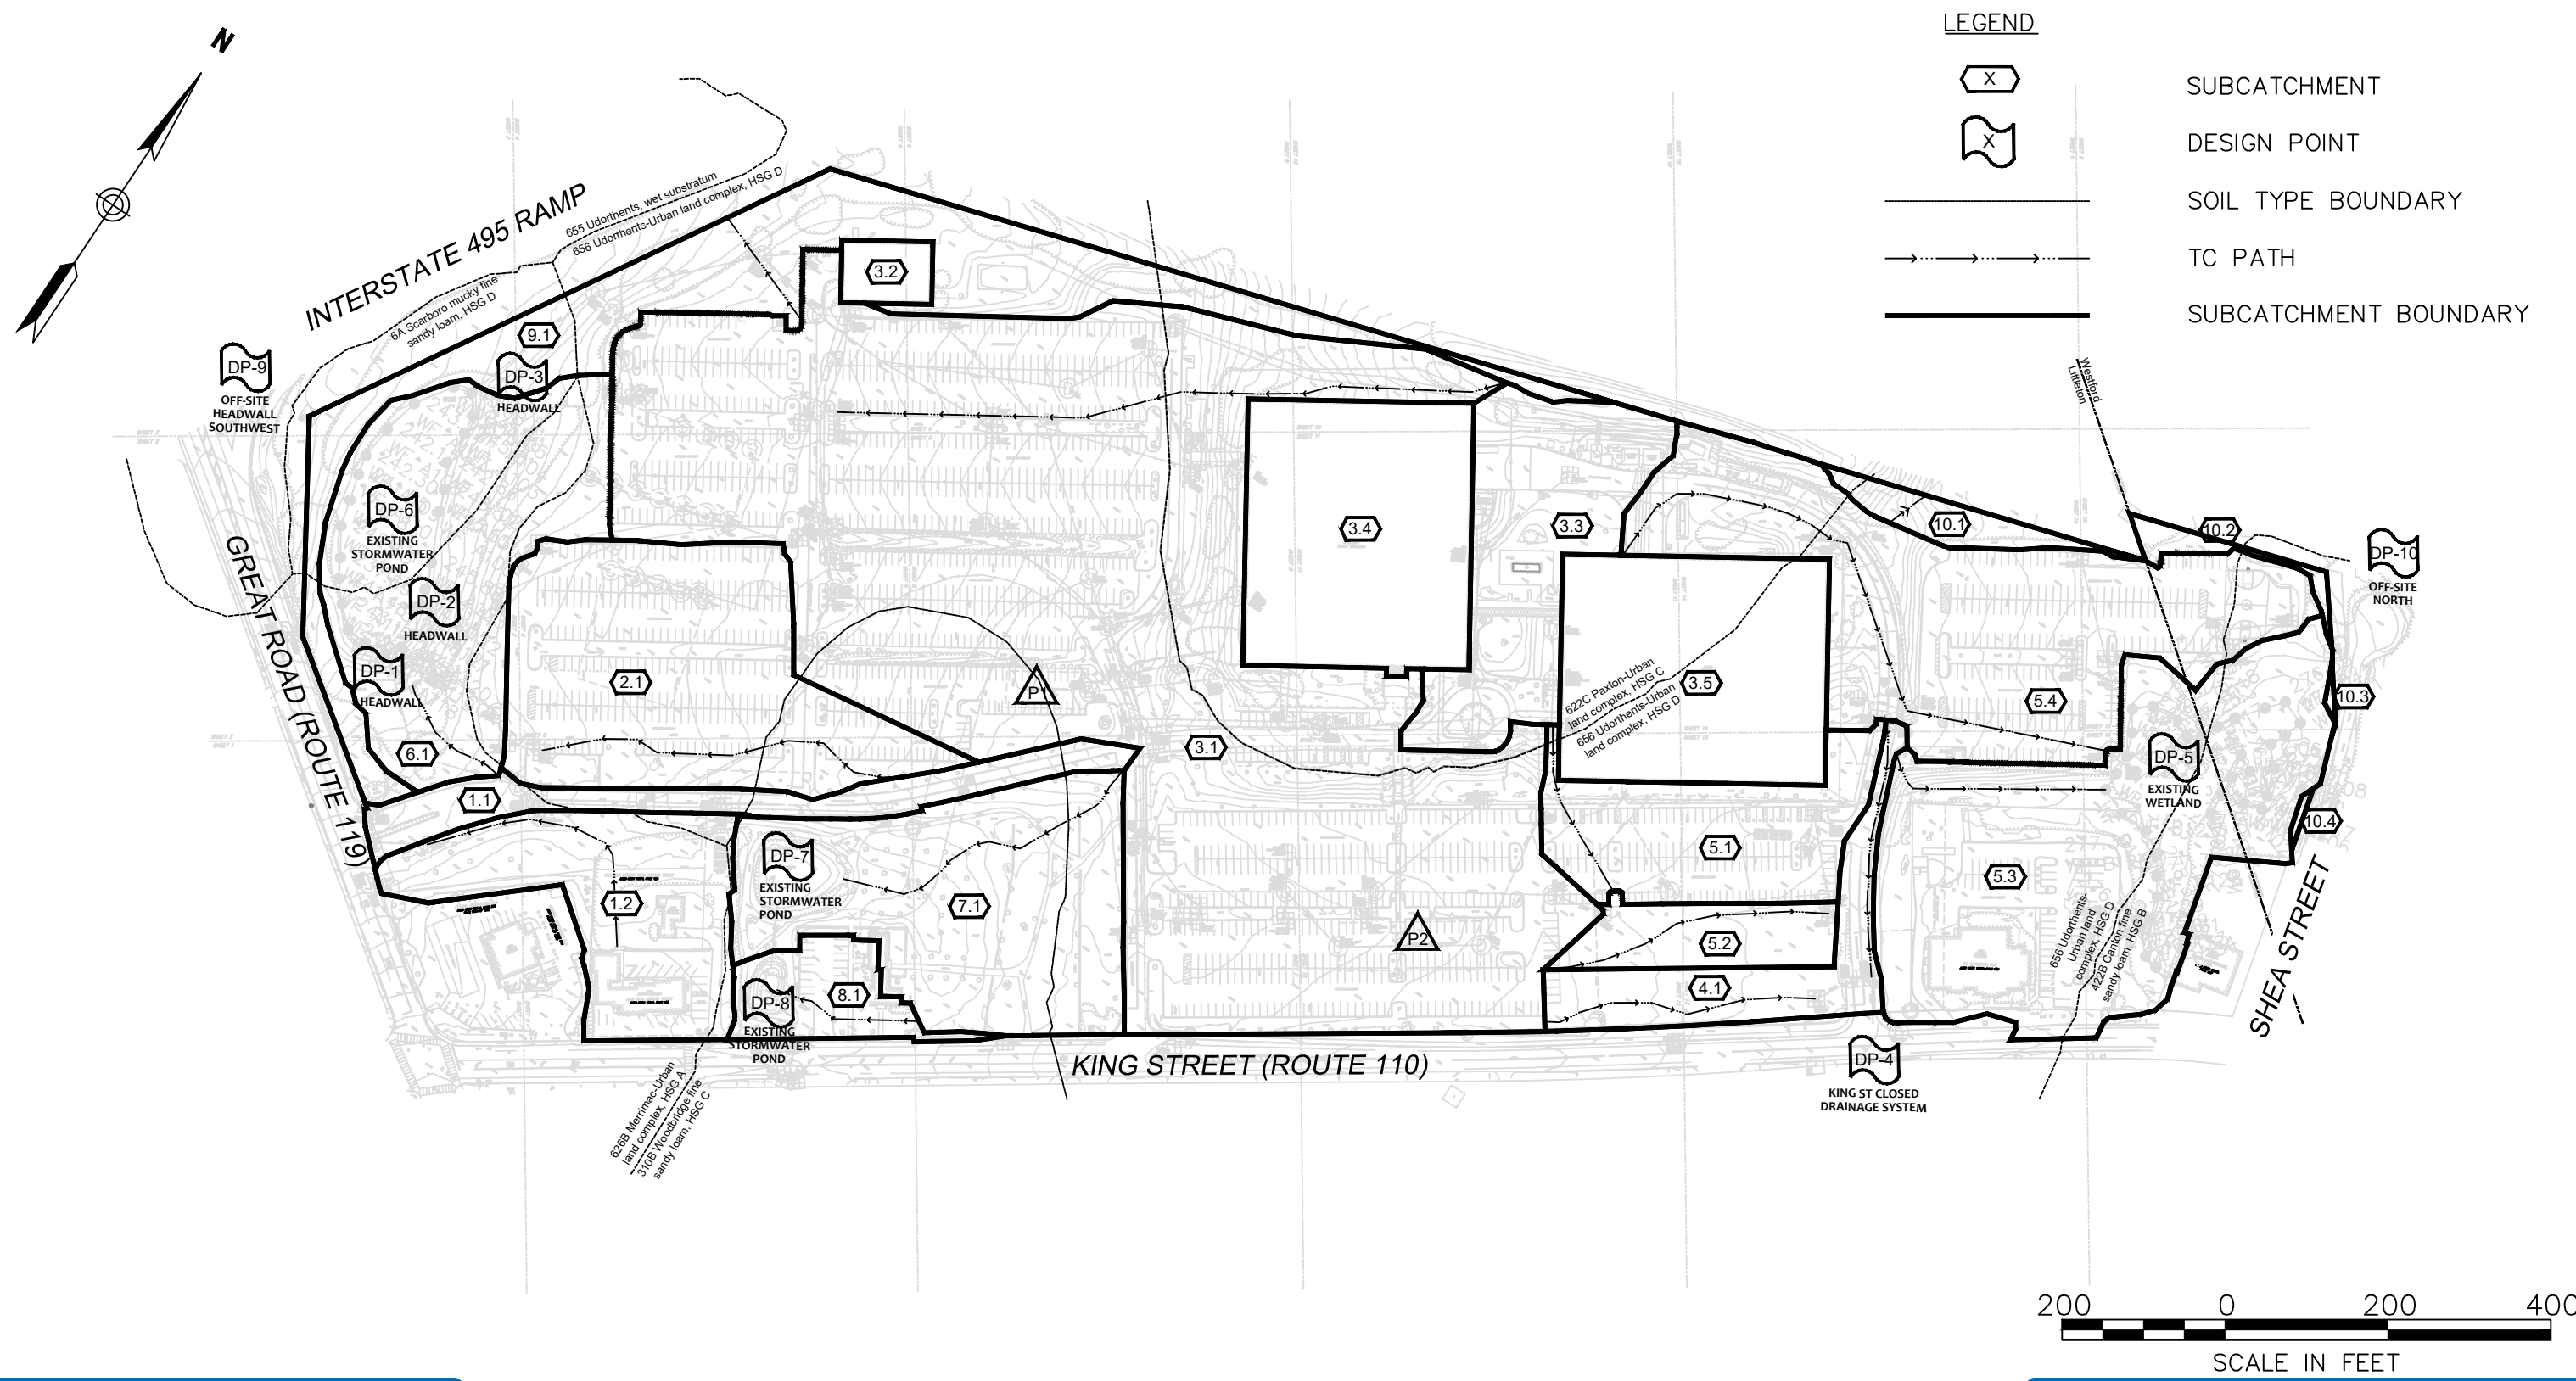 LEGEND
X
SUBCATCHMENT
X
DESIGN POINT
SOIL TYPE BOUNDARY
TC PATH
SUBCATCHMENT BOUNDARY
N
INTERSTATE 495 RAMP
655 Udorthents, wet substratum
656 Udorthents-Urban land complex, HSG D
6A Scarboro mucky fine
sandy loam, HSG D
3.2
9.1
DP-9
OFF-SITE
HEADWALL
SOUTHWEST
DP-3
HEADWALL
Westford
Littleton
DP-6
EXISTING
STORMWATER
POND
3.4
3.3
10.1
10.2
DP-10
OFF-SITE
NORTH
GREAT ROAD (ROUTE 119)
DP-2
HEADWALL
DP-1
HEADWALL
2.1
P1
622C Paxton-Urban
land complex, HSG C
656 Udorthents-Urban
land complex, HSG D
3.5
5.4
10.3
6.1
3.1
DP-5
EXISTING
WETLAND
1.1
10.4
DP-7
EXISTING
STORMWATER
POND
5.1
5.3
1.2
7.1
P2
5.2
656 Udorthents-
Urban land
complex, HSG D
422B Canton fine
sandy loam, HSG B
SHEA STREET
DP-8
EXISTING
STORMWATER
POND
8.1
4.1
KING STREET (ROUTE 110)
DP-4
KING ST CLOSED
DRAINAGE SYSTEM
626B Merrimac-Urban
land complex, HSG A
310B Woodbridge fine
sandy loam, HSG C
200 0 200 400
SCALE IN FEET